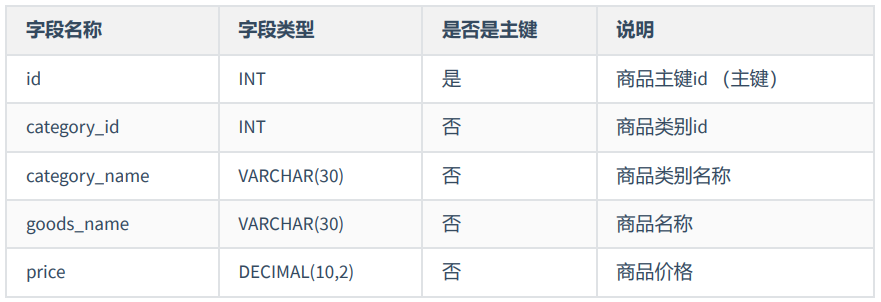 字段名称 字段类型 是否是主键 说明
id INT 是 商品主键id （主键）
category_id INT 否 商品类别id
category_name VARCHAR(30) 否 商品类别名称
goods_name VARCHAR(30) 否 商品名称
price DECIMAL(10,2) 否 商品价格